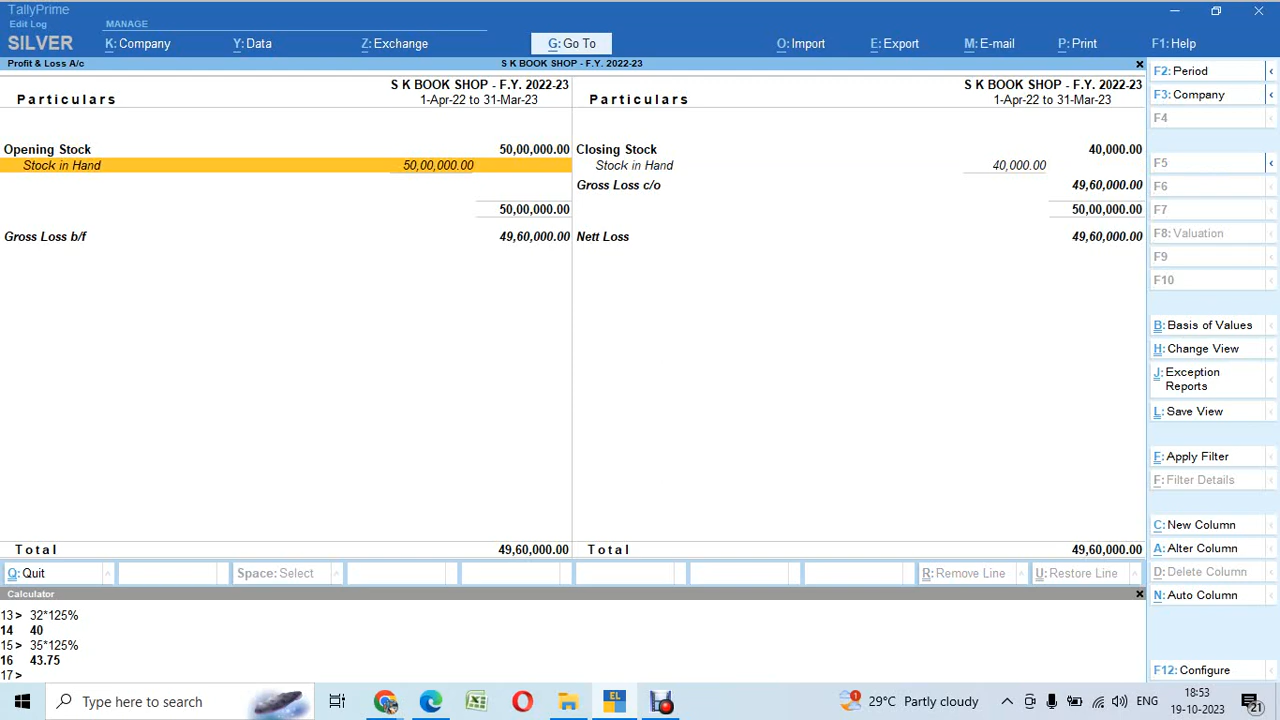 TallyPrime
Edit Log
SILVER
MANAGE
K: Company
Y: Data
Z: Exchange
G: Go To
O: Import
E: Export
M: E-mail
P: Print
F1: Help
Profit & Loss A/c
S K BOOK SHOP - F.Y. 2022-23
Particulars
S K BOOK SHOP - F.Y. 2022-23
1-Apr-22 to 31-Mar-23
Particulars
S K BOOK SHOP - F.Y. 2022-23
1-Apr-22 to 31-Mar-23
Opening Stock 50,00,000.00
Stock in Hand 50,00,000.00
50,00,000.00
Gross Loss b/f 49,60,000.00
Total 49,60,000.00
Closing Stock 40,000.00
Stock in Hand 40,000.00
Gross Loss c/o 49,60,000.00
50,00,000.00
Nett Loss 49,60,000.00
Total 49,60,000.00
F2: Period
F3: Company
F4
F5
F6
F7
F8: Valuation
F9
F10
B: Basis of Values
H: Change View
J: Exception
Reports
L: Save View
F: Apply Filter
F: Filter Details
C: New Column
A: Alter Column
D: Delete Column
N: Auto Column
F12: Configure
Q: Quit
Space: Select
R: Remove Line
U: Restore Line
Calculator
13> 32*125%
14 40
15> 35*125%
16 43.75
17>
Type here to search
EL
1
29°C Partly cloudy
ENG
18:53
19-10-2023
21